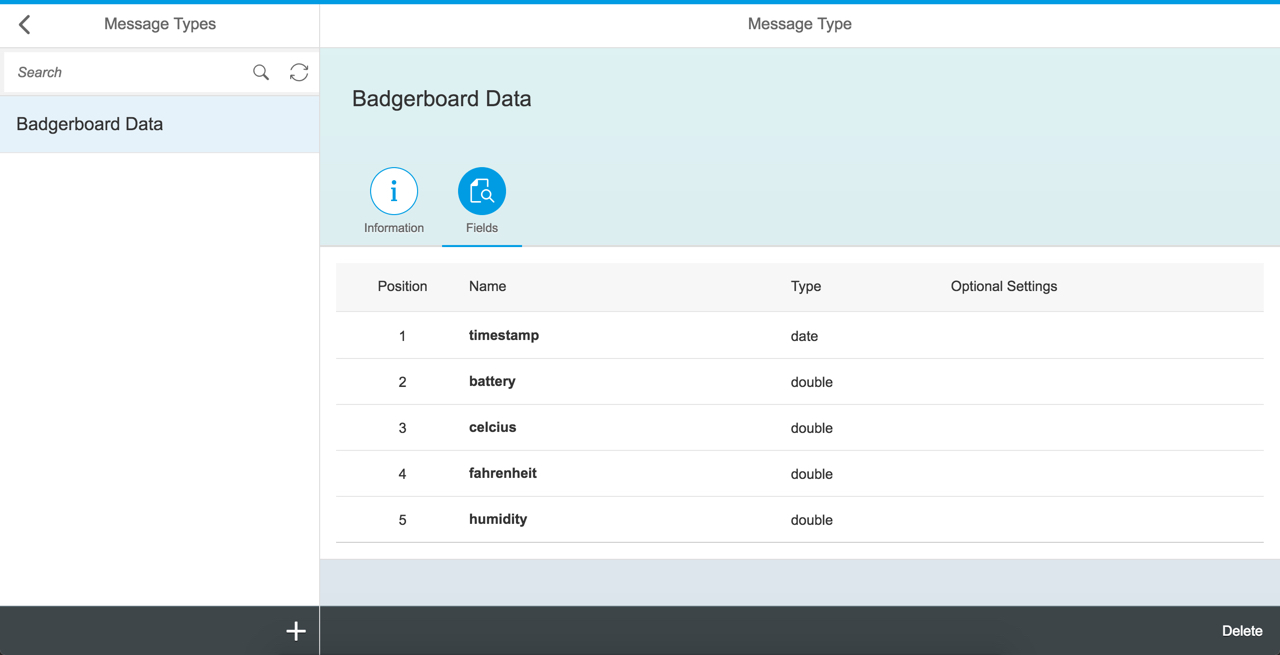 Message Types
Message Type
Search
Badgerboard Data
Badgerboard Data
i
Information
Fields
Position Name Type Optional Settings
1 timestamp date
2 battery double
3 celcius double
4 fahrenheit double
5 humidity double
+
Delete